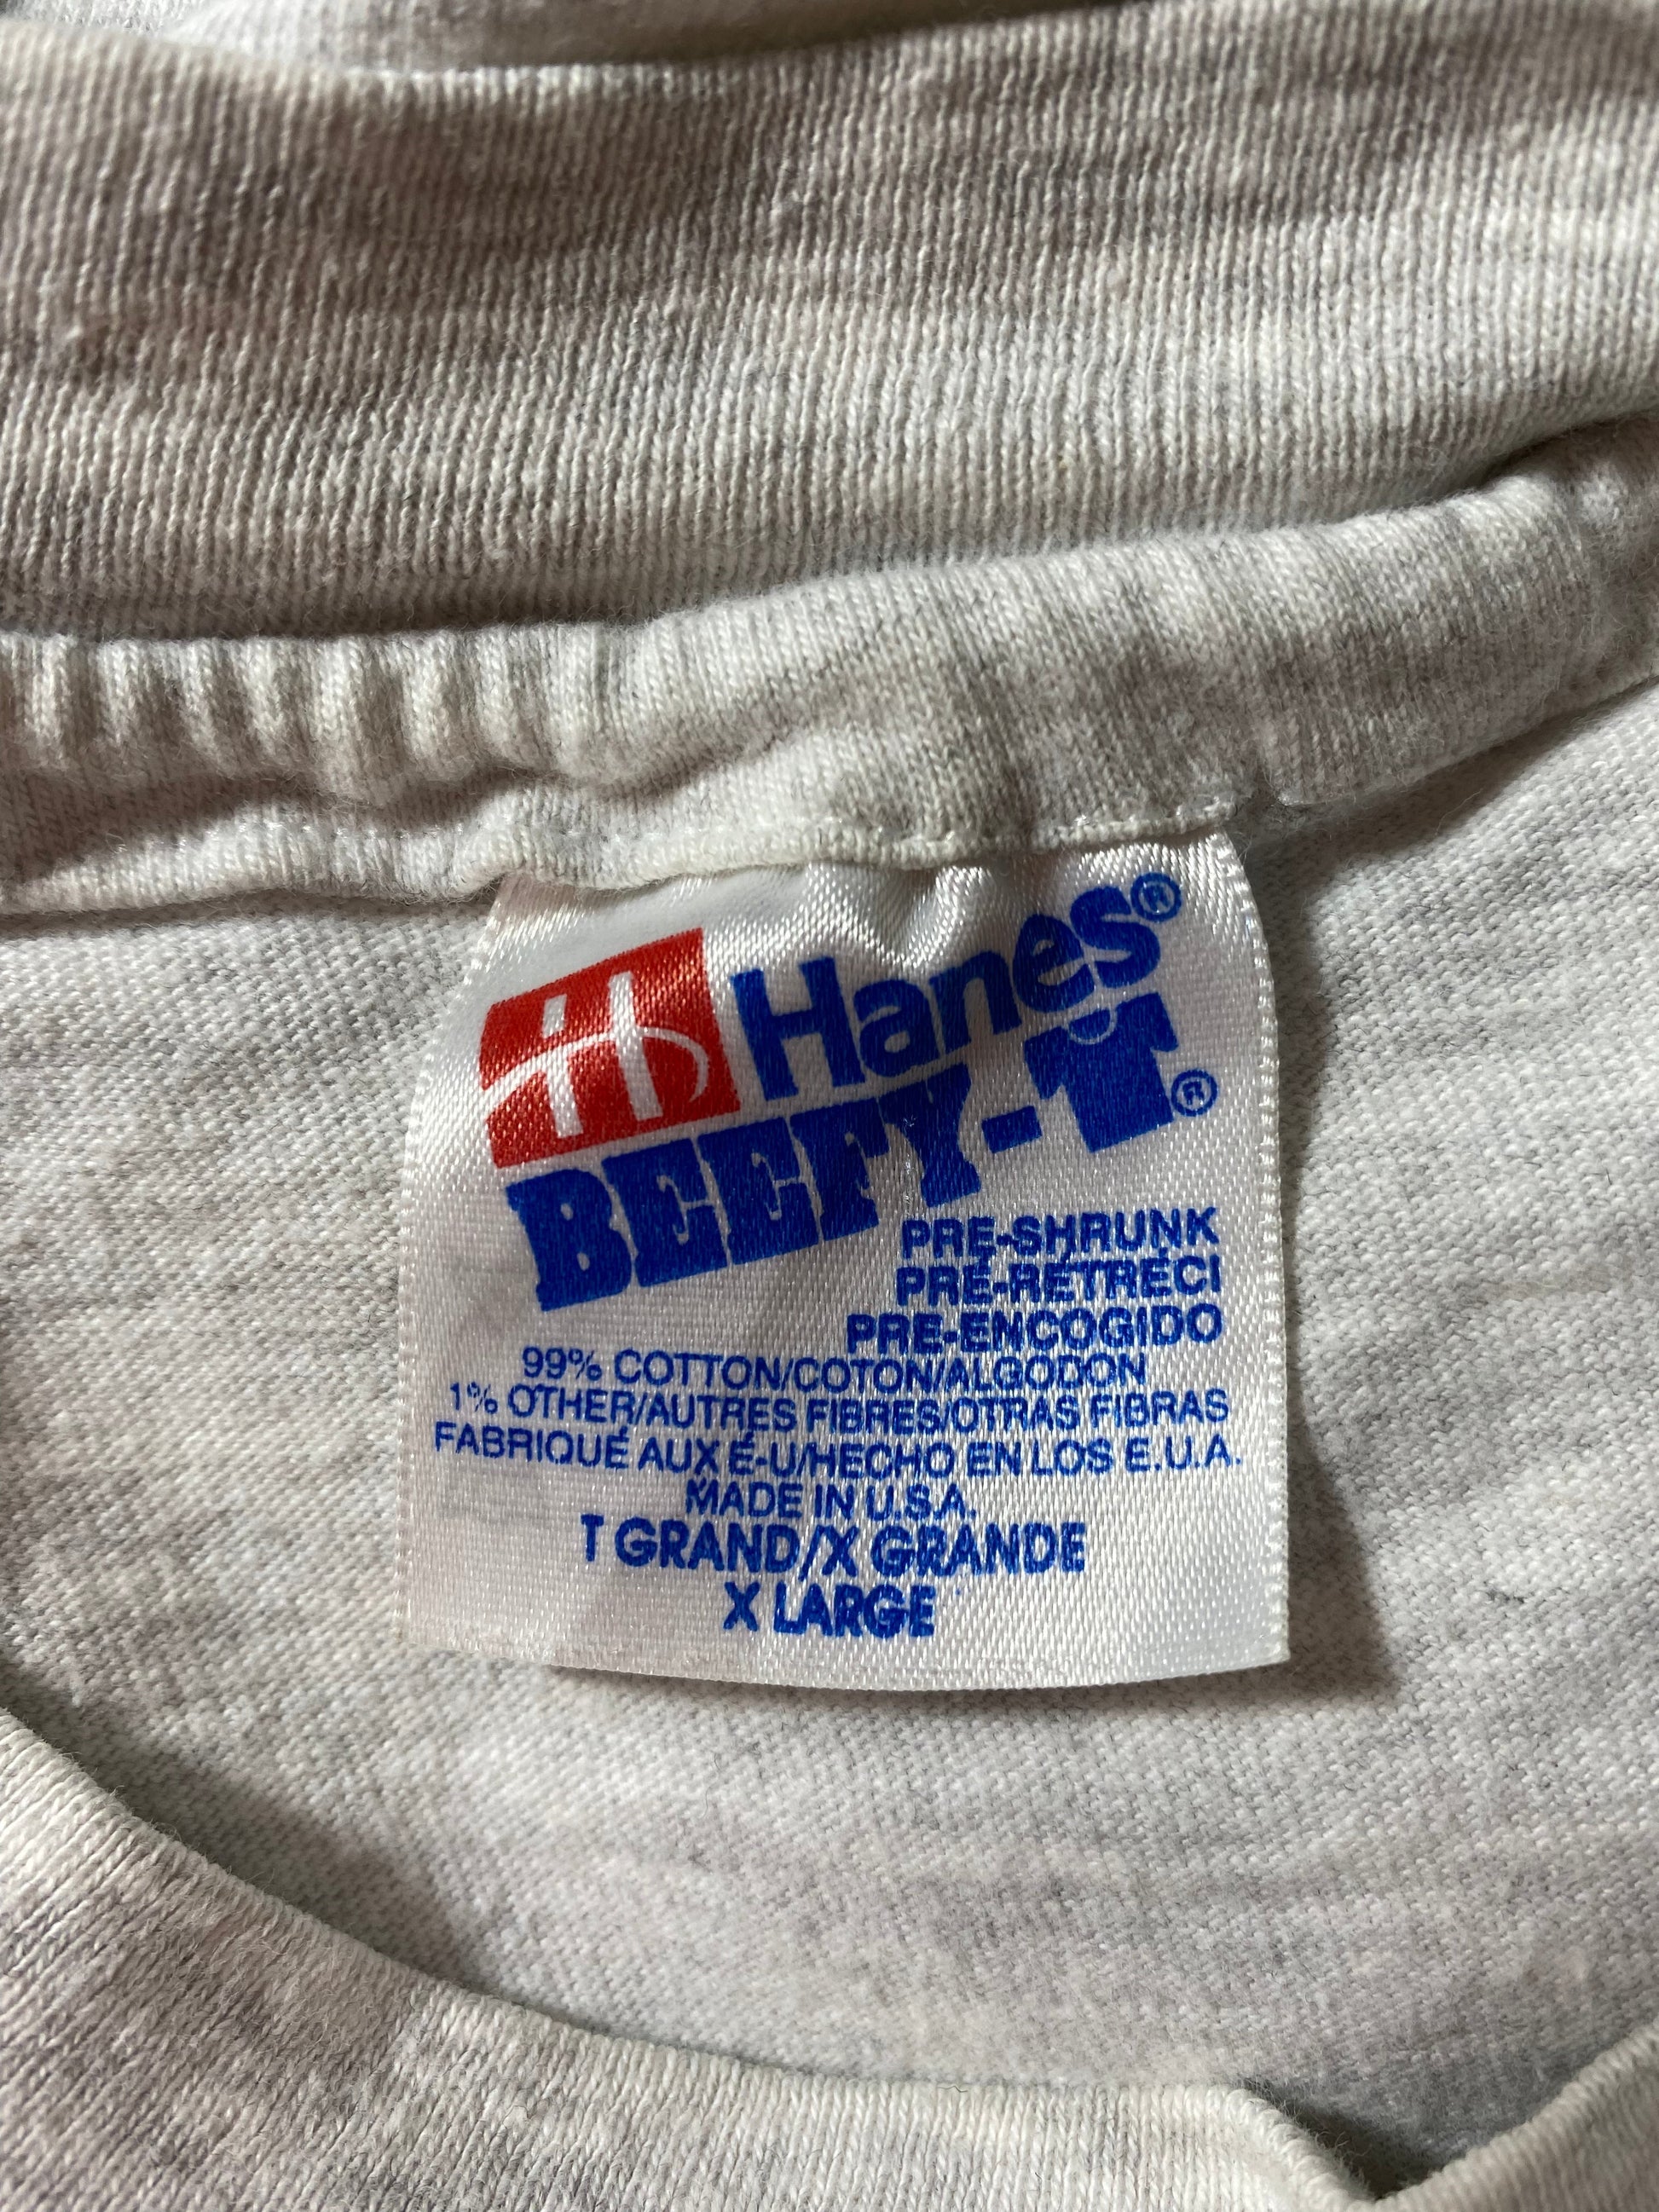 Hanes®
BEEFY-T®
PRE-SHRUNK
PRÉ-RETRÉCI
PRE-ENCOGIDO
99% COTTON/COTON/ALGODON
1% OTHER/AUTRES FIBRES/OTRAS FIBRAS
FABRIQUÉ AUX É-U/HECHO EN LOS E.U.A.
MADE IN U.S.A.
T GRAND/X GRANDE
X LARGE